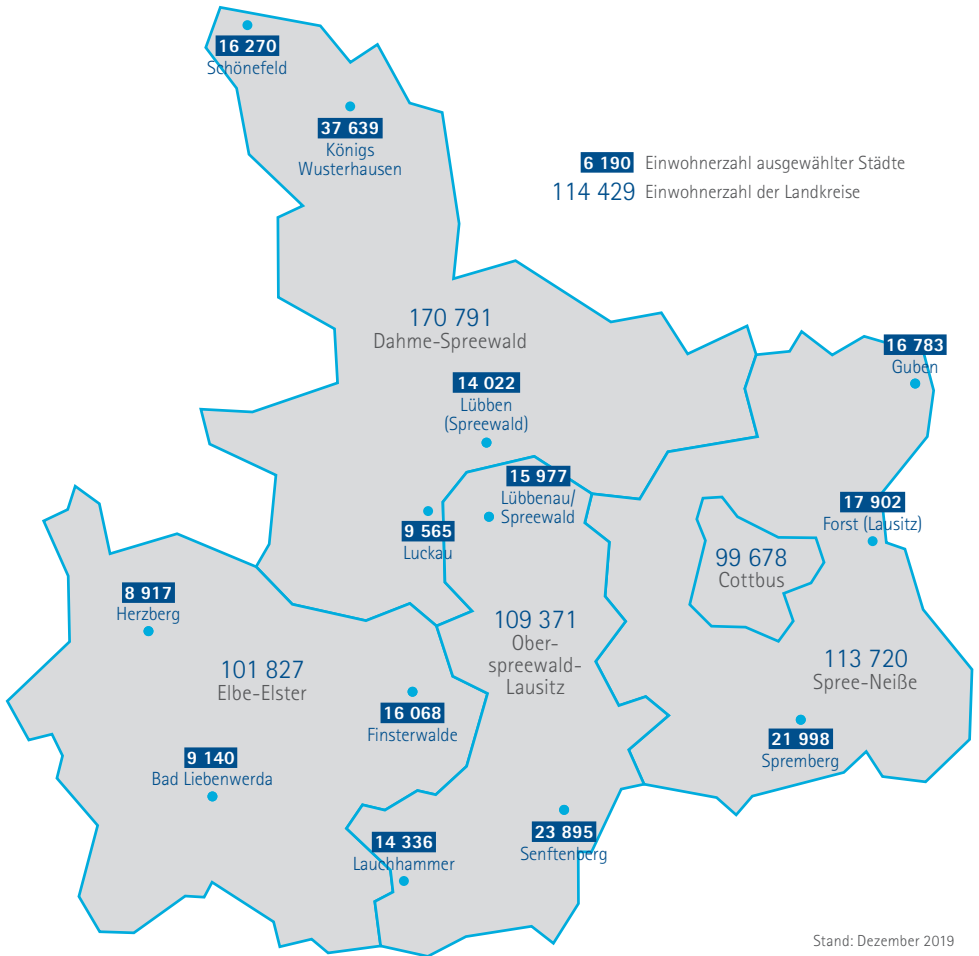 16 270
Schönefeld
37 639
Königs
Wusterhausen
6 190 Einwohnerzahl ausgewählter Städte
114 429 Einwohnerzahl der Landkreise
170 791
Dahme-Spreewald
16 783
Guben
14 022
Lübben
(Spreewald)
15 977
Lübbenau/
Spreewald
17 902
Forst (Lausitz)
9 565
Luckau
99 678
Cottbus
8 917
Herzberg
109 371
Ober-
spreewald-
Lausitz
101 827
Elbe-Elster
113 720
Spree-Neiße
16 068
Finsterwalde
21 998
Spremberg
9 140
Bad Liebenwerda
14 336
Lauchhammer
23 895
Senftenberg
Stand: Dezember 2019